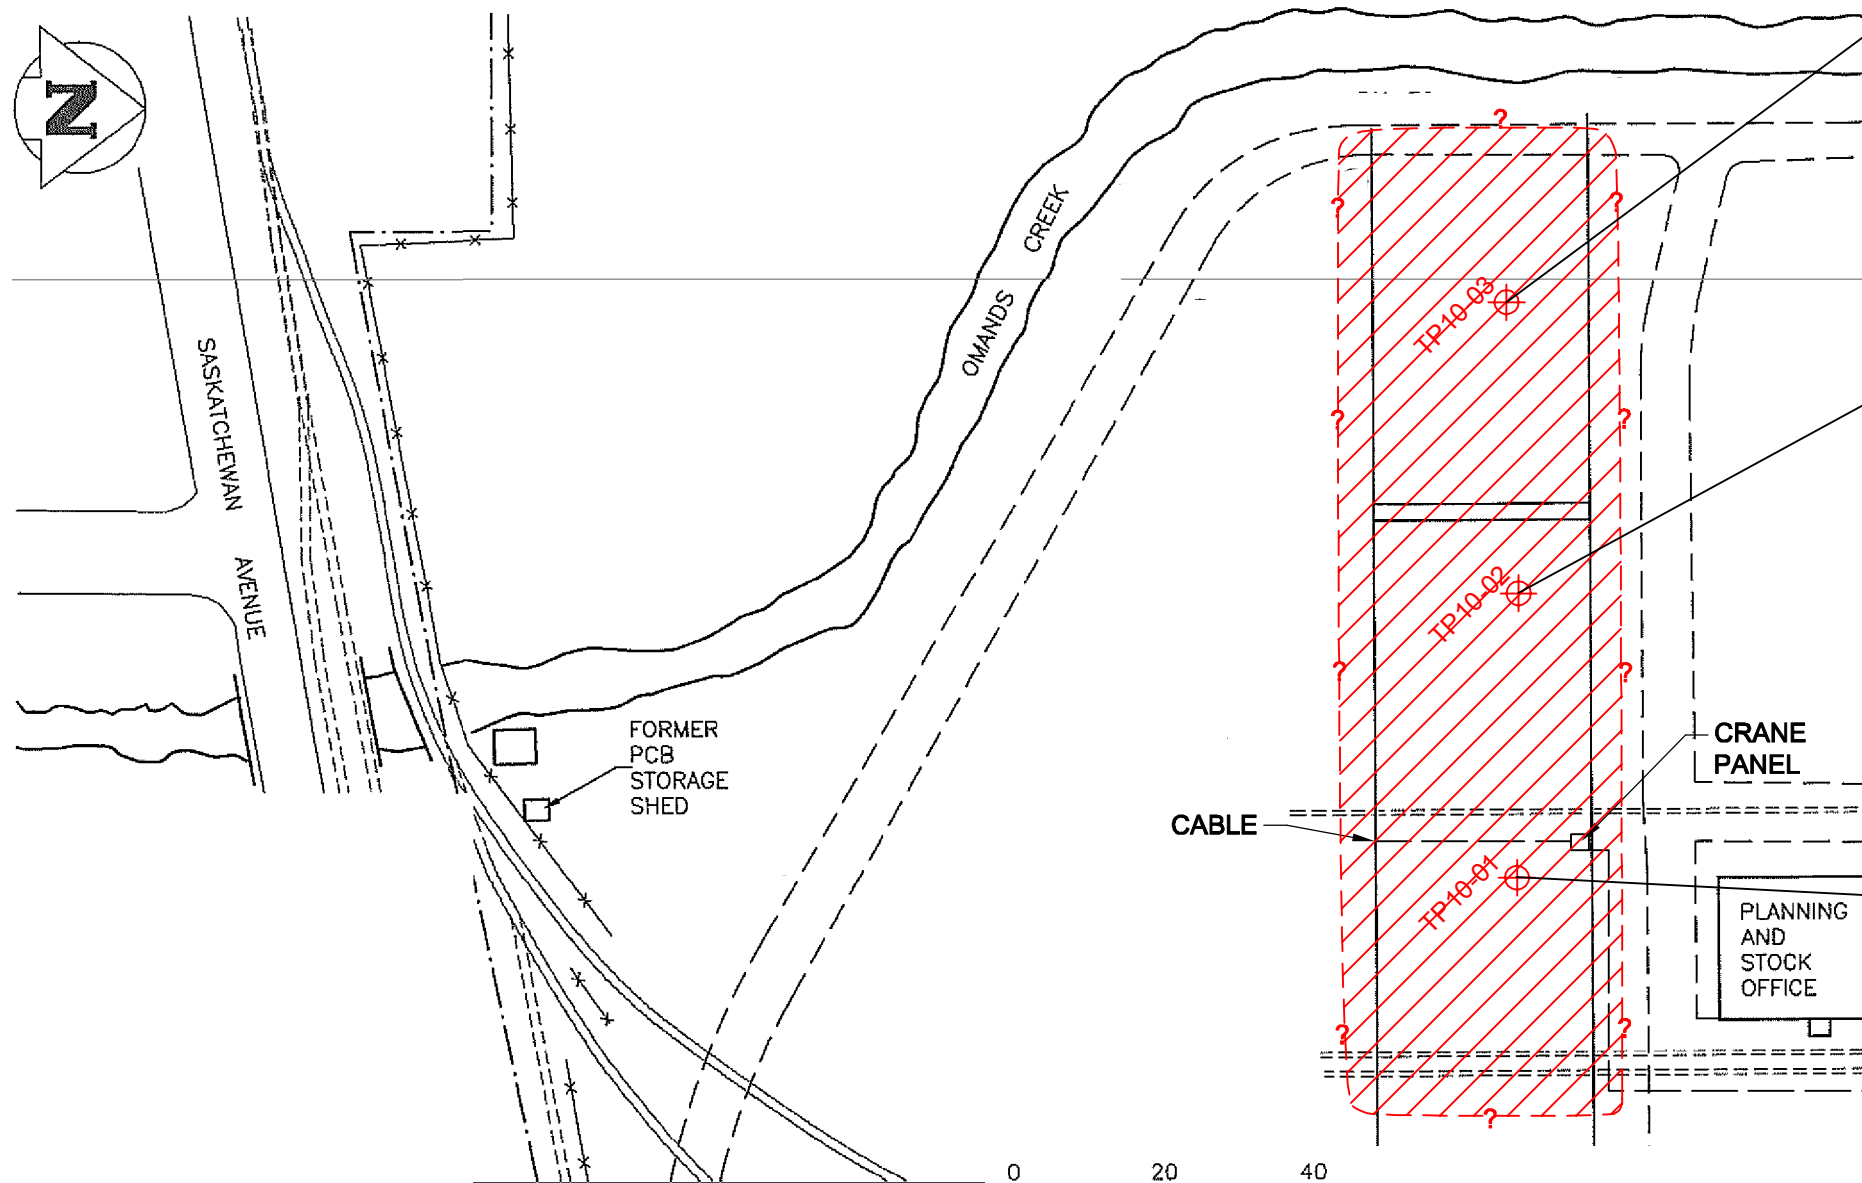 N
SASKATCHEWAN
AVENUE
OMANDS
CREEK
FORMER
PCB
STORAGE
SHED
?
?
?
TP10-03
?
?
TP10-02
?
?
CRANE
PANEL
CABLE
TP10-01
PLANNING
AND
STOCK
OFFICE
?
?
?
0 20 40